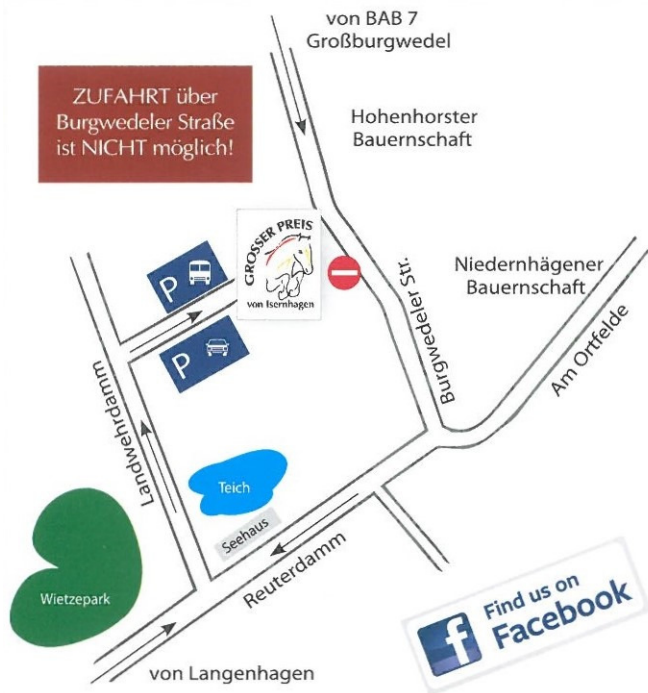 von BAB 7
Großburgwedel
ZUFAHRT über
Burgwedeler Straße
ist NICHT möglich!
Hohenhorster
Bauernschaft
GROSSER PREIS
von Isernhagen
P
P
Burgwedeler Str.
Niedernhägener
Bauernschaft
Am Ortfelde
Landwehrdamm
Teich
Seehaus
Reuterdamm
Wietzepark
von Langenhagen
f
Find us on
Facebook